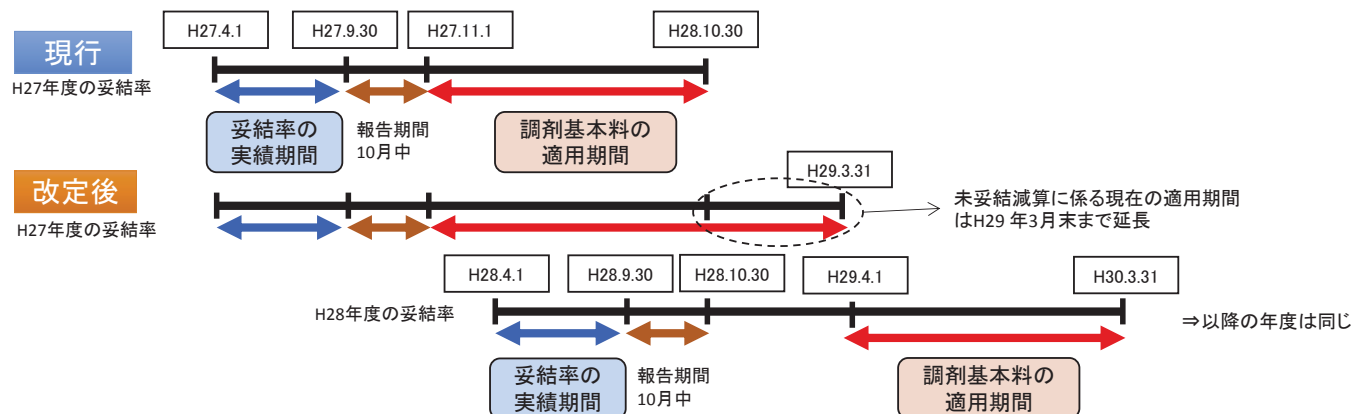 H27.4.1
H27.9.30
H27.11.1
H28.10.30
現行
H27年度の妥結率
妥結率の
実績期間
報告期間
10月中
調剤基本料の
適用期間
改定後
H27年度の妥結率
H29.3.31
未妥結減算に係る現在の適用期間
はH29 年3月末まで延長
H28.4.1
H28.9.30
H28.10.30
H29.4.1
H30.3.31
H28年度の妥結率
⇒以降の年度は同じ
妥結率の
実績期間
報告期間
10月中
調剤基本料の
適用期間